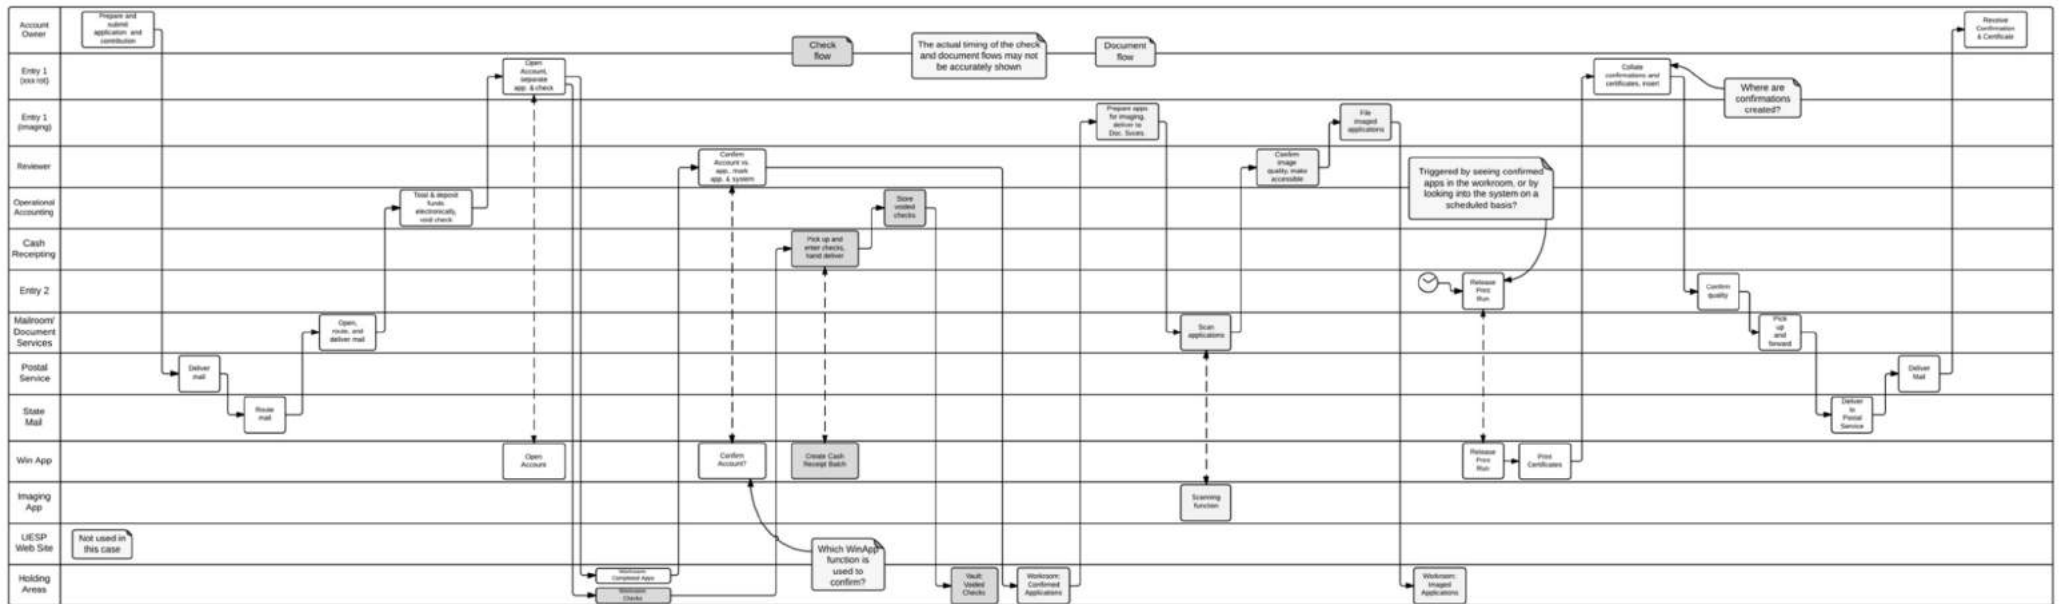 Account
Owner
Prepare and
submit
application and
contribution
Receive
Confirmation
& Certificate
Check
flow
The actual timing of the check
and document flows may not
be accurately shown
Document
flow
Entry 1
Open
Account,
separate
app. & check
Collate
confirmations and
certificates, insert
Where are
confirmations
created?
Entry 1
(Imaging)
Prepare apps
for imaging,
deliver to
Doc. Svces.
File
imaged
applications
Reviewer
Confirm
Account vs.
app., mark
app. & system
Confirm
image
quality, make
accessible
Triggered by seeing confirmed
apps in the workroom, or by
looking into the system on a
scheduled basis?
Operational
Accounting
Total & deposit
funds
electronically,
void check
Store
voided
checks
Cash
Receipting
Pick up and
enter checks,
hand deliver
Entry 2
Release
Print
Run
Confirm
quality
Mailroom/
Document
Services
Open,
route, and
deliver mail
Scan
applications
Pick
up
and
forward
Postal
Service
Deliver
mail
Deliver
Mail
State
Mail
Route
mail
Deliver
to
Postal
Service
Win App
Open
Account
Confirm
Account?
Create Cash
Receipt Batch
Release
Print
Run
Print
Certificates
Imaging
App
Scanning
function
UESP
Web Site
Not used in
this case
Which WinApp
function is
used to
confirm?
Holding
Areas
Workroom:
Completed Apps
Checks
Vault:
Voided
Checks
Workroom:
Confirmed
Applications
Workroom:
Imaged
Applications